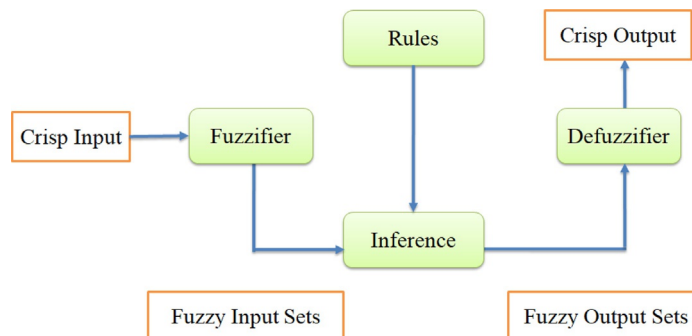 Rules
Crisp Output
Crisp Input
Fuzzifier
Defuzzifier
Inference
Fuzzy Input Sets
Fuzzy Output Sets